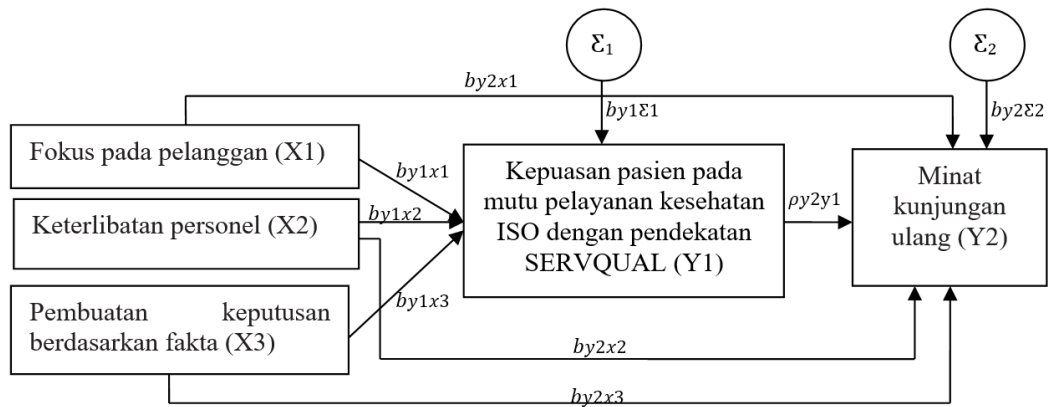 Ɛ₁
Ɛ₂
by2x1
by1Ɛ1
by2Ɛ2
Fokus pada pelanggan (X1)
by1x1
Kepuasan pasien pada
mutu pelayanan kesehatan
ISO dengan pendekatan
SERVQUAL (Y1)
Minat
kunjungan
ulang (Y2)
Keterlibatan personel (X2)
by1x2
ρy2y1
Pembuatan keputusan
berdasarkan fakta (X3)
by1x3
by2x2
by2x3